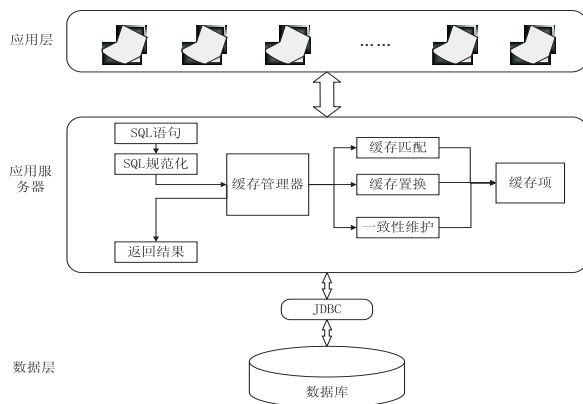 应用层
……
应用服
务器
SQL语句
SQL规范化
缓存管理器
返回结果
缓存匹配
缓存置换
一致性维护
缓存项
JDBC
数据层
数据库